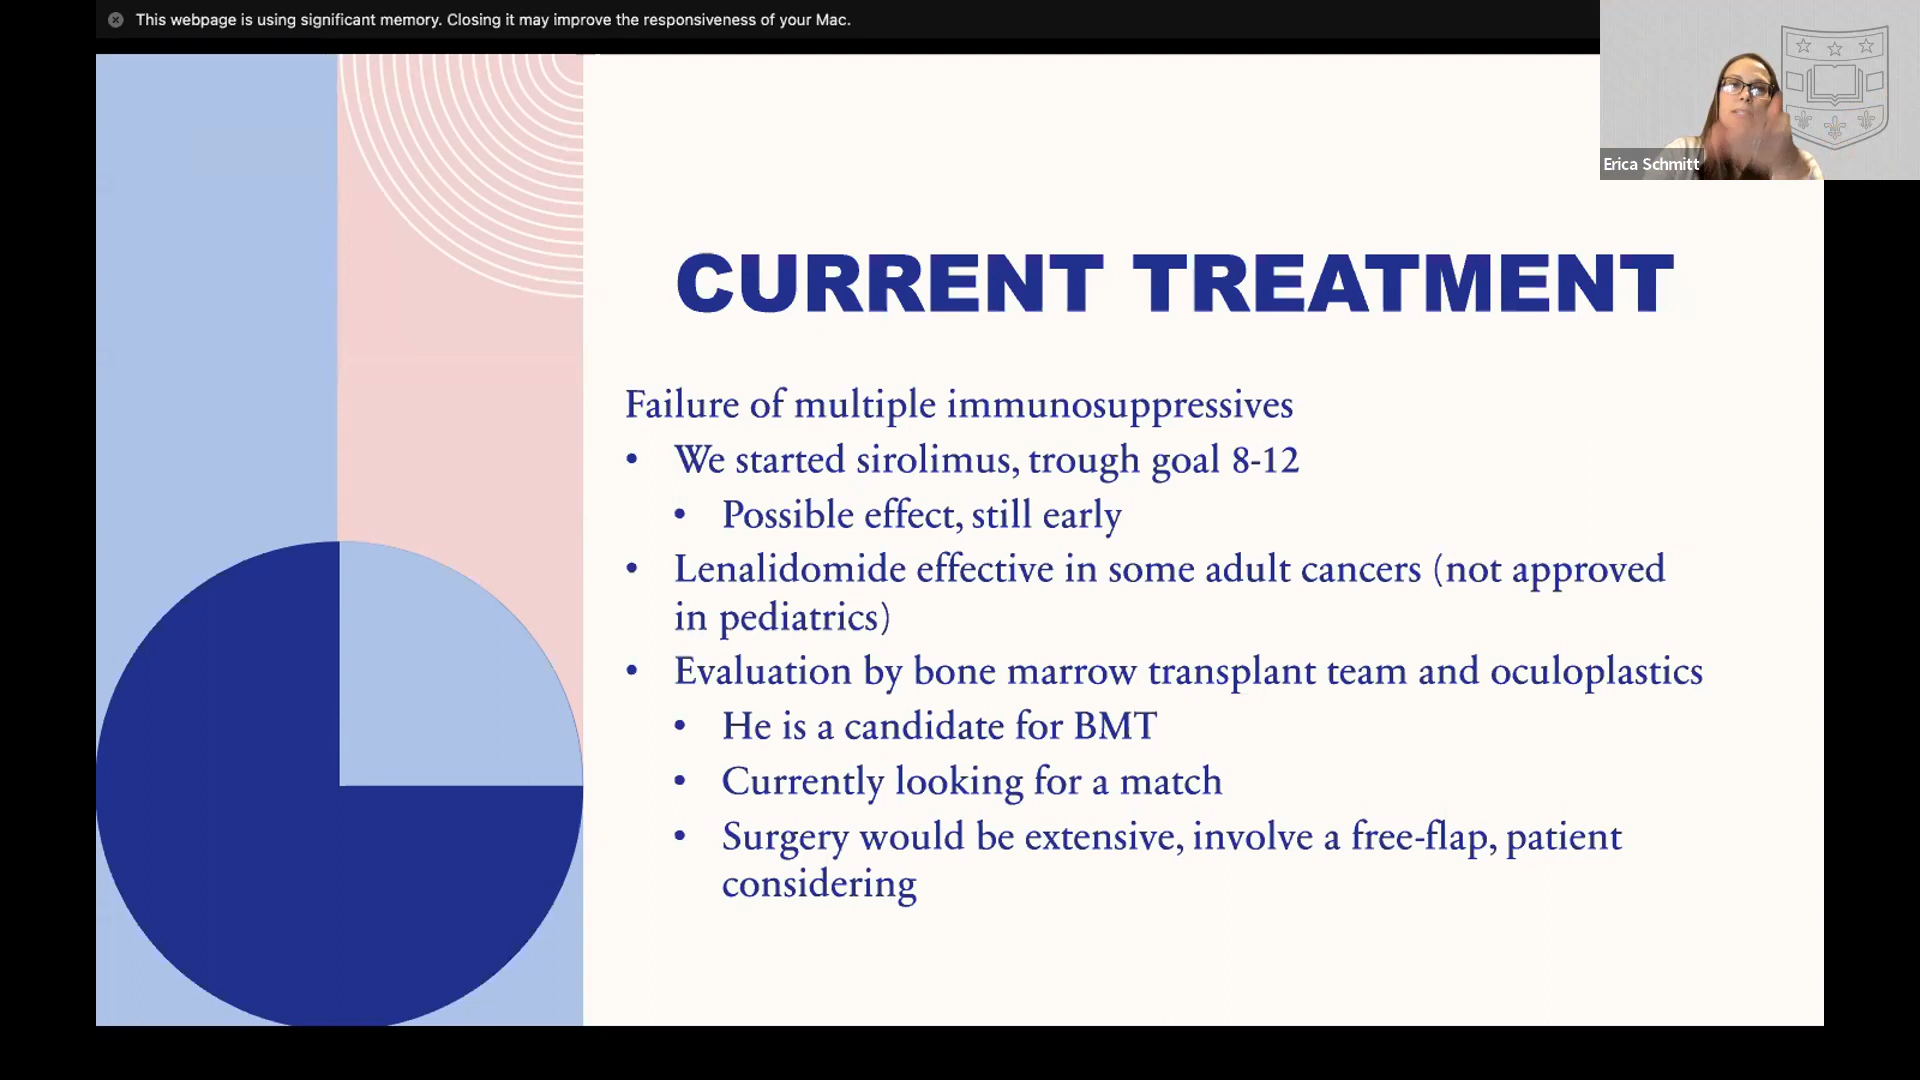 This webpage is using significant memory. Closing it may improve the responsiveness of your Mac.
Erica Schmitt
CURRENT TREATMENT
Failure of multiple immunosuppressives
• We started sirolimus, trough goal 8-12
• Possible effect, still early
• Lenalidomide effective in some adult cancers (not approved
in pediatrics)
• Evaluation by bone marrow transplant team and oculoplastics
• He is a candidate for BMT
• Currently looking for a match
• Surgery would be extensive, involve a free-flap, patient
considering